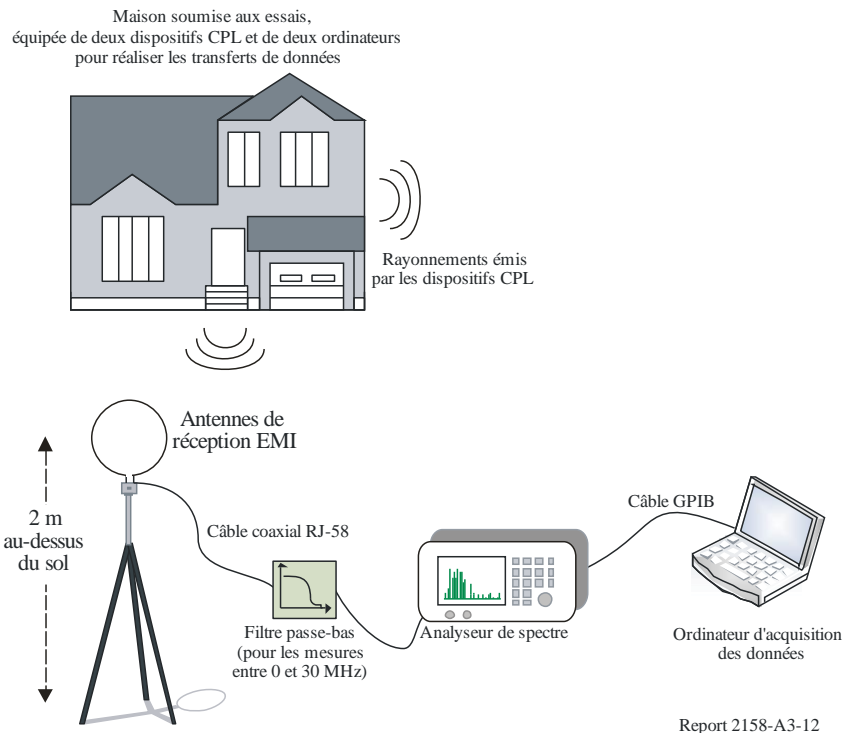 Maison soumise aux essais,
équipée de deux dispositifs CPL et de deux ordinateurs
pour réaliser les transferts de données
Rayonnements émis
par les dispositifs CPL
Antennes de
réception EMI
2 m
au-dessus
du sol
Câble coaxial RJ-58
Câble GPIB
Filtre passe-bas
(pour les mesures
entre 0 et 30 MHz)
Analyseur de spectre
Ordinateur d'acquisition
des données
Report 2158-A3-12